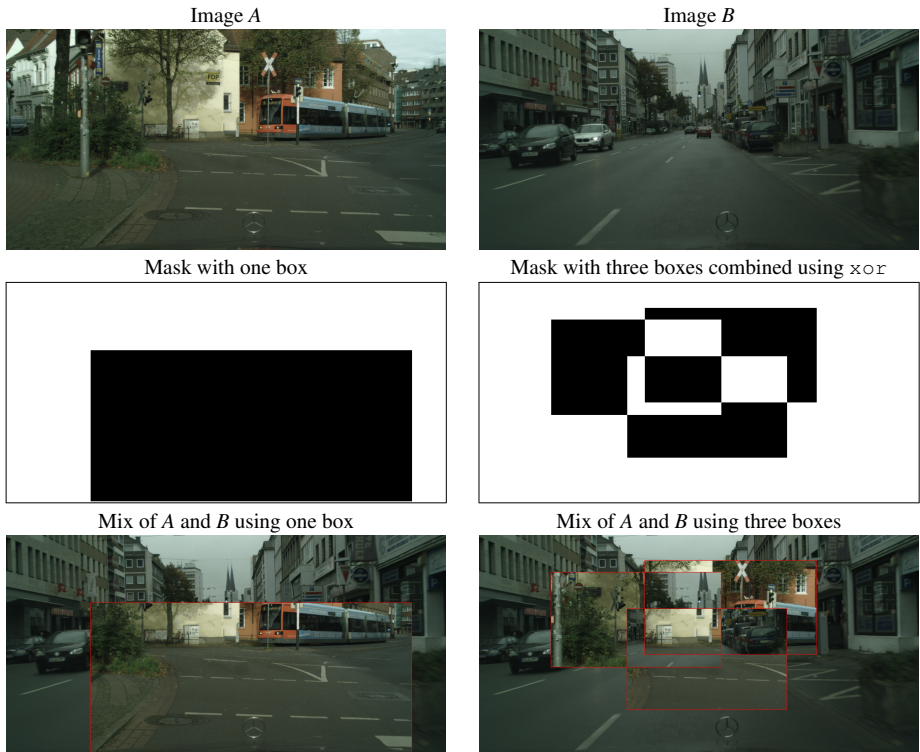 Image A
Image B
FDP
Mask with one box
Mask with three boxes combined using xor
Mix of A and B using one box
Mix of A and B using three boxes